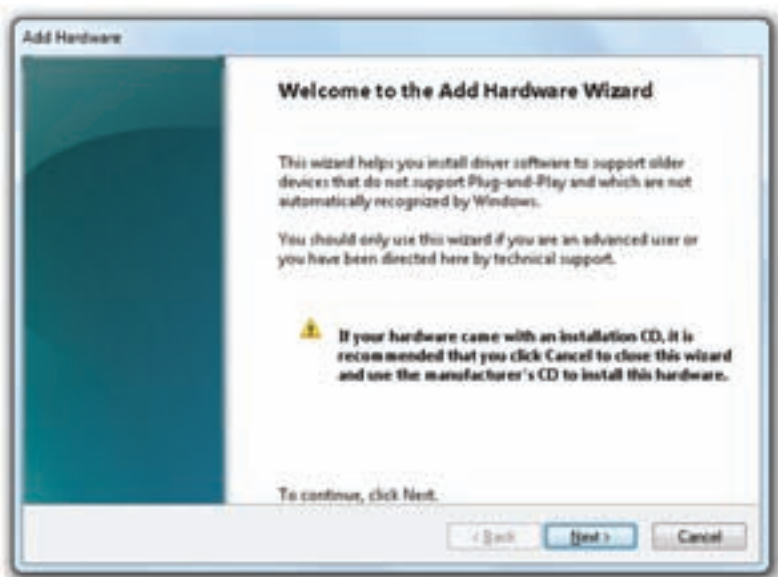 Add Hardware
Welcome to the Add Hardware Wizard
This wizard helps you install driver software to support older
devices that do not support Plug-and-Play and which are not
automatically recognized by Windows.
You should only use this wizard if you are an advanced user or
you have been directed here by technical support.
If your hardware came with an installation CD, it is
recommended that you click Cancel to close this wizard
and use the manufacturer's CD to install this hardware.
To continue, click Next.
< Back Next > Cancel